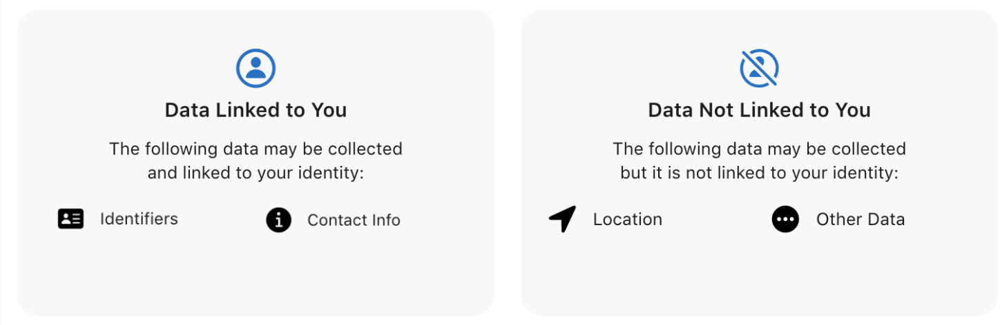 Data Linked to You
The following data may be collected
and linked to your identity:
Identifiers
Contact Info
Data Not Linked to You
The following data may be collected
but it is not linked to your identity:
Location
Other Data